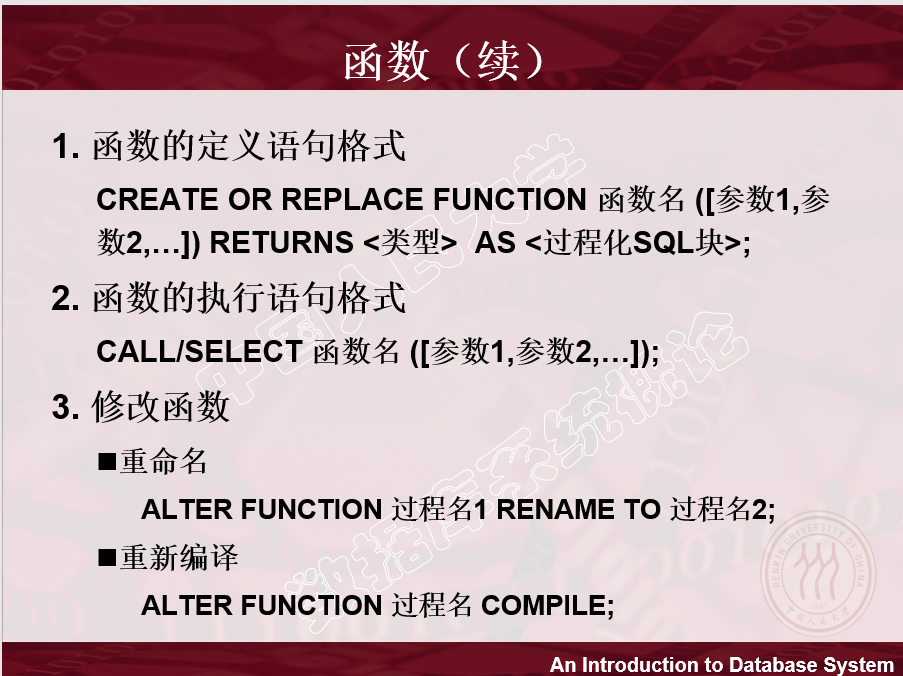 函数（续）
1. 函数的定义语句格式
CREATE OR REPLACE FUNCTION 函数名 ([参数1,参
数2,…]) RETURNS <类型>  AS <过程化SQL块>;
2. 函数的执行语句格式
CALL/SELECT 函数名 ([参数1,参数2,…]);
3. 修改函数
■重命名
ALTER FUNCTION 过程名1 RENAME TO 过程名2;
■重新编译
ALTER FUNCTION 过程名 COMPILE;
中国人民大学
数据库系统概论
RENMIN UNIVERSITY OF CHINA
1937
中国人民大学
An Introduction to Database System